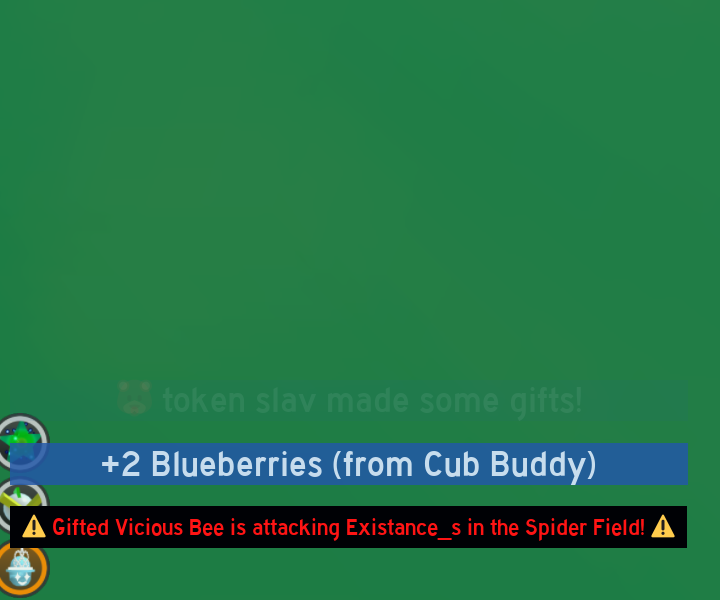 🐻 token slav made some gifts!
+2 Blueberries (from Cub Buddy)
⚠️ Gifted Vicious Bee is attacking Existance_s in the Spider Field! ⚠️